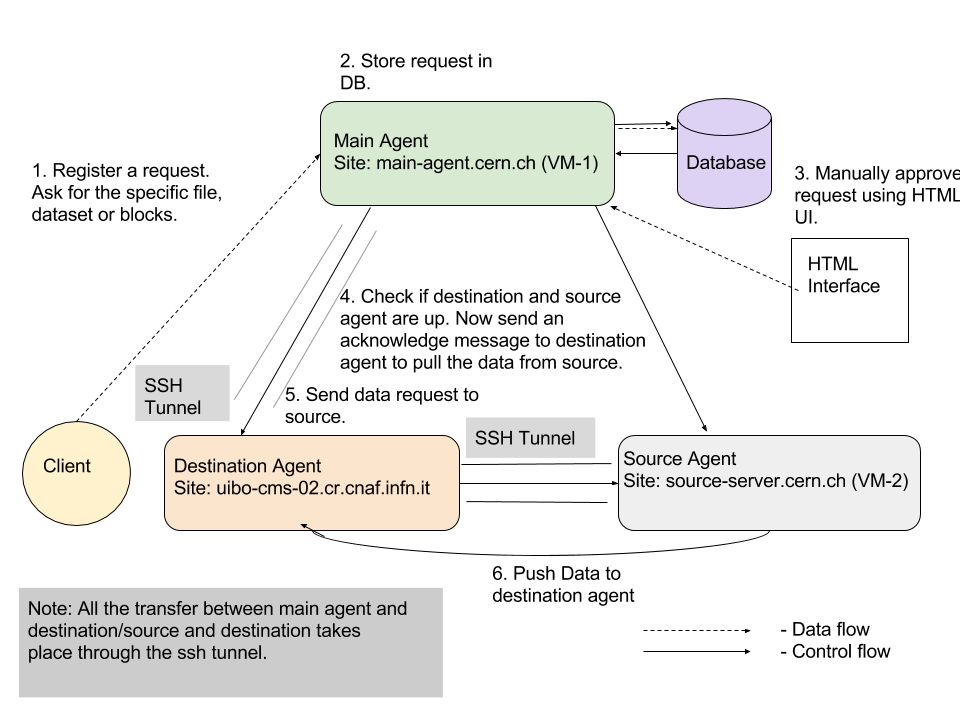 2. Store request in
DB.
Main Agent
Site: main-agent.cern.ch (VM-1)
Database
1. Register a request.
Ask for the specific file,
dataset or blocks.
3. Manually approve
request using HTML
UI.
HTML
Interface
4. Check if destination and source
agent are up. Now send an
acknowledge message to destination
agent to pull the data from source.
SSH
Tunnel
5. Send data request to
source.
SSH Tunnel
Client
Destination Agent
Site: uibo-cms-02.cr.cnaf.infn.it
Source Agent
Site: source-server.cern.ch (VM-2)
6. Push Data to
destination agent
Note: All the transfer between main agent and
destination/source and destination takes
place through the ssh tunnel.
- Data flow
- Control flow